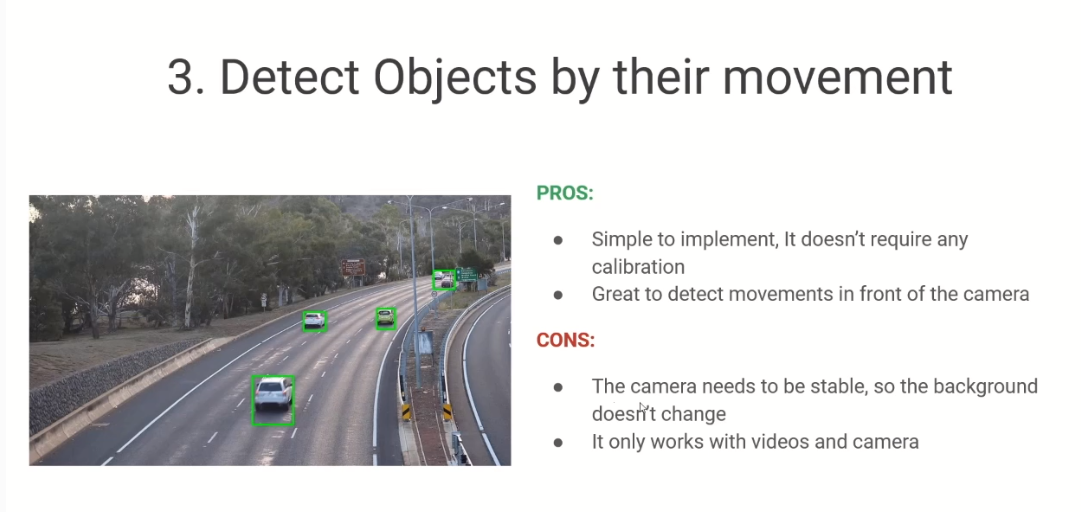 3. Detect Objects by their movement
PROS:
● Simple to implement, It doesn't require any
calibration
● Great to detect movements in front of the camera
CONS:
● The camera needs to be stable, so the background
doesn't change
● It only works with videos and camera